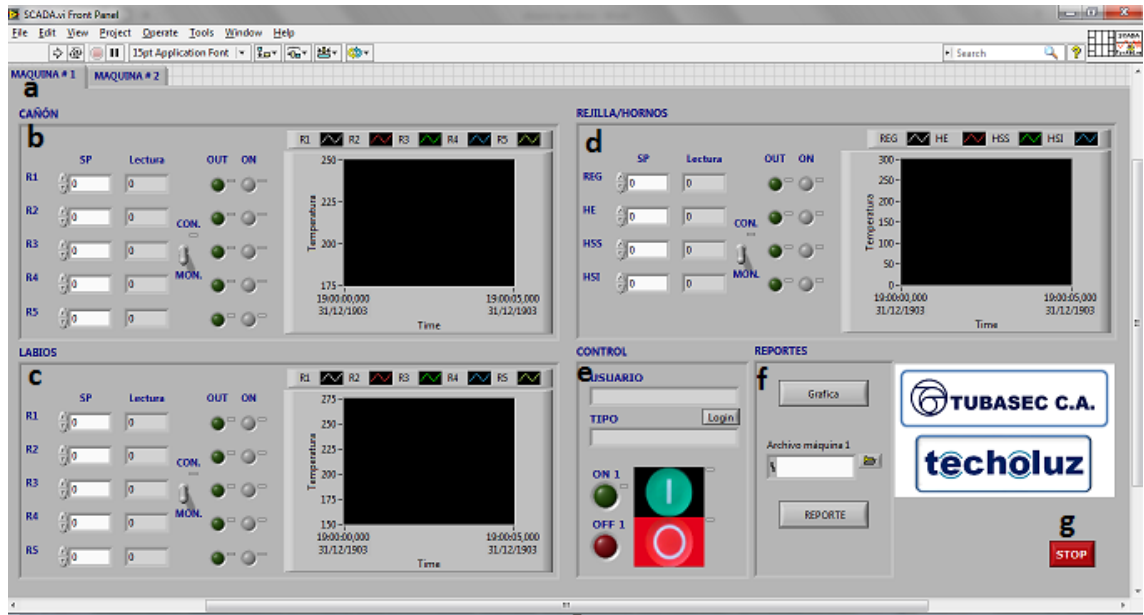 SCADA.vi Front Panel
File Edit View Project Operate Tools Window Help
15pt Application Font
Search
SCADA
MAQUINA # 1 MAQUINA # 2
a
CAÑÓN
b
SP Lectura OUT ON
R1 0 0
R2 0 0
R3 0 0
R4 0 0
R5 0 0
CON.
MON.
R1 R2 R3 R4 R5
Temperatura
250
225
200
175
19:00:00,000 19:00:05,000
31/12/1903 31/12/1903
Time
REJILLA/HORNOS
d
SP Lectura OUT ON
REG 0 0
HE 0 0
HSS 0 0
HSI 0 0
CON.
MON.
REG HE HSS HSI
Temperatura
300
250
200
150
100
50
0
19:00:00,000 19:00:05,000
31/12/1903 31/12/1903
Time
LABIOS
c
SP Lectura OUT ON
R1 0 0
R2 0 0
R3 0 0
R4 0 0
R5 0 0
CON.
MON.
R1 R2 R3 R4 R5
Temperatura
275
250
225
200
175
150
19:00:00,000 19:00:05,000
31/12/1903 31/12/1903
Time
CONTROL
e
USUARIO
TIPO Login
ON 1
OFF 1
REPORTES
f
Grafica
Archivo máquina 1
REPORTE
TUBASEC C.A.
techoluz
g
STOP